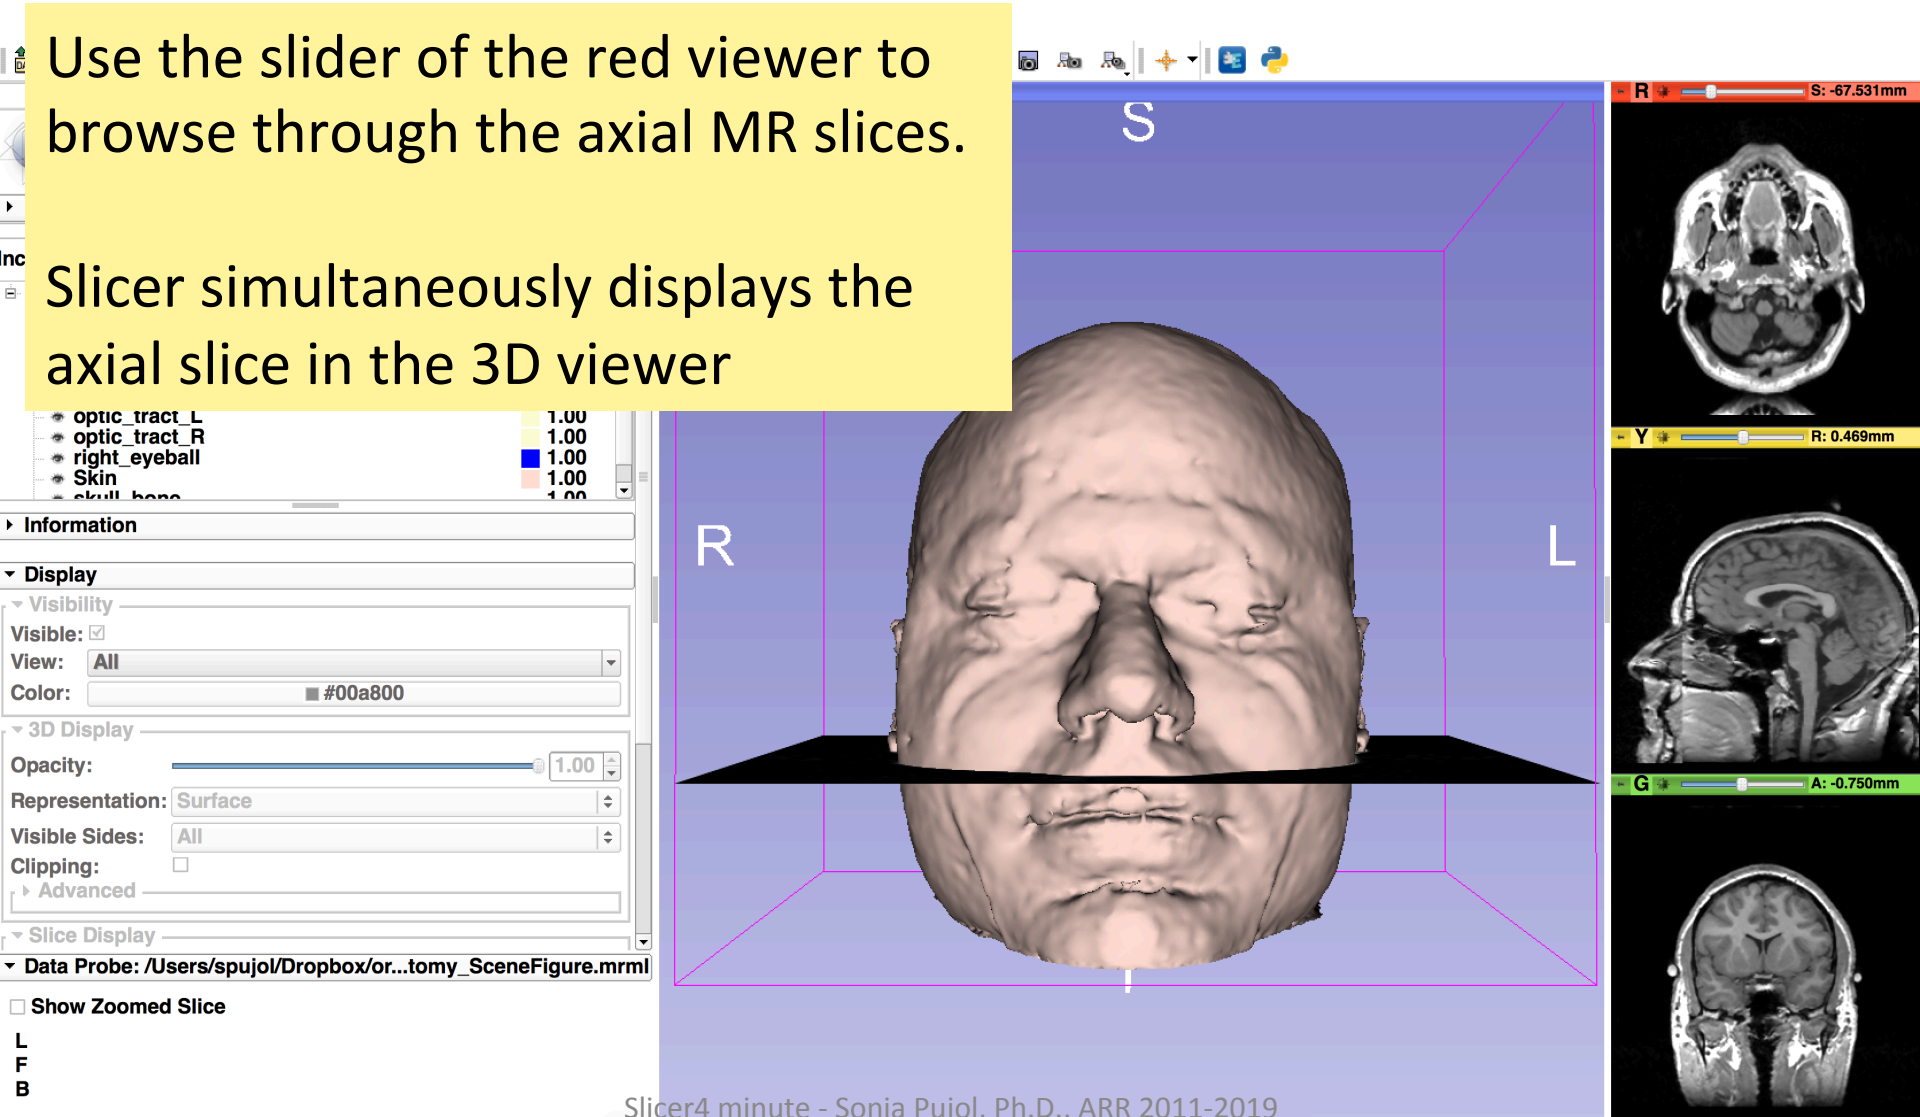 Use the slider of the red viewer to
browse through the axial MR slices.
Slicer simultaneously displays the
axial slice in the 3D viewer
Inc
optic_tract_L 1.00
optic_tract_R 1.00
right_eyeball 1.00
Skin 1.00
skull_bone 1.00
Information
Display
Visibility
Visible:
View: All
Color: #00a800
3D Display
Opacity: 1.00
Representation: Surface
Visible Sides: All
Clipping:
Advanced
Slice Display
Data Probe: /Users/spujol/Dropbox/or...tomy_SceneFigure.mrml
Show Zoomed Slice
L
F
B
S
R
L
I
R S: -67.531mm
Y R: 0.469mm
G A: -0.750mm
Slicer4 minute - Sonia Pujol, Ph.D., ARR 2011-2019